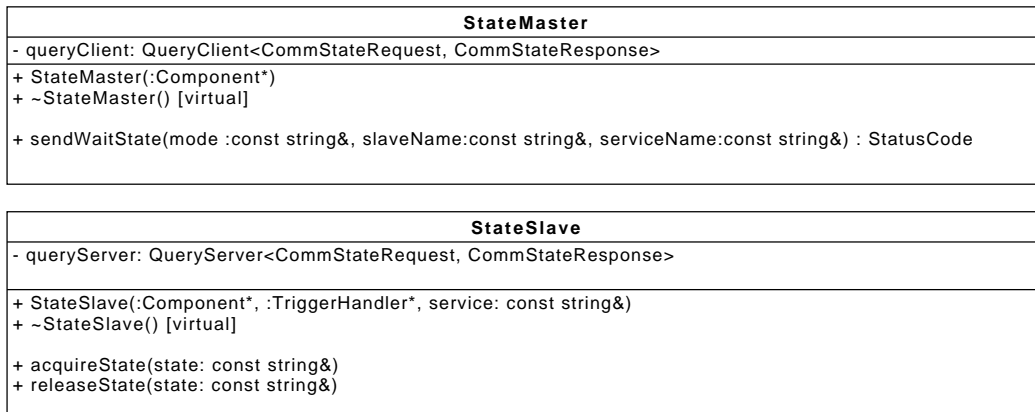 StateMaster
- queryClient: QueryClient<CommStateRequest, CommStateResponse>
+ StateMaster(:Component*)
+ ~StateMaster() [virtual]
+ sendWaitState(mode :const string&, slaveName:const string&, serviceName:const string&) : StatusCode
StateSlave
- queryServer: QueryServer<CommStateRequest, CommStateResponse>
+ StateSlave(:Component*, :TriggerHandler*, service: const string&)
+ ~StateSlave() [virtual]
+ acquireState(state: const string&)
+ releaseState(state: const string&)